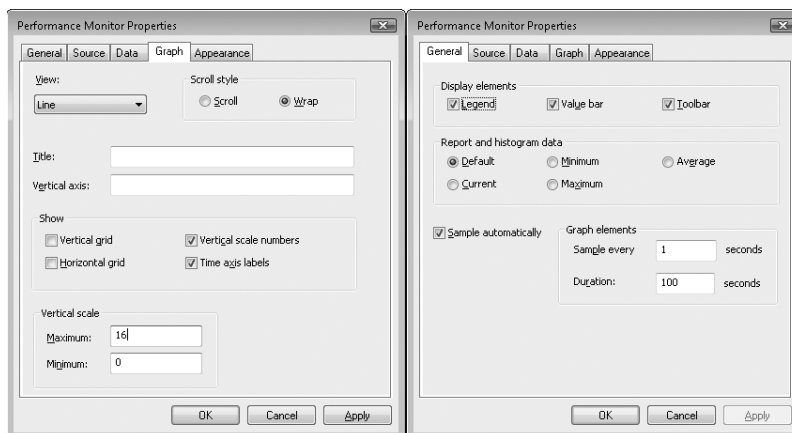 Performance Monitor Properties
General Source Data Graph Appearance
View:
Line
Scroll style
Scroll Wrap
Title:
Vertical axis:
Show
Vertical grid Vertical scale numbers
Horizontal grid Time axis labels
Vertical scale
Maximum: 16
Minimum: 0
OK Cancel Apply
Performance Monitor Properties
General Source Data Graph Appearance
Display elements
Legend Value bar Toolbar
Report and histogram data
Default Minimum Average
Current Maximum
Sample automatically
Graph elements
Sample every 1 seconds
Duration: 100 seconds
OK Cancel Apply